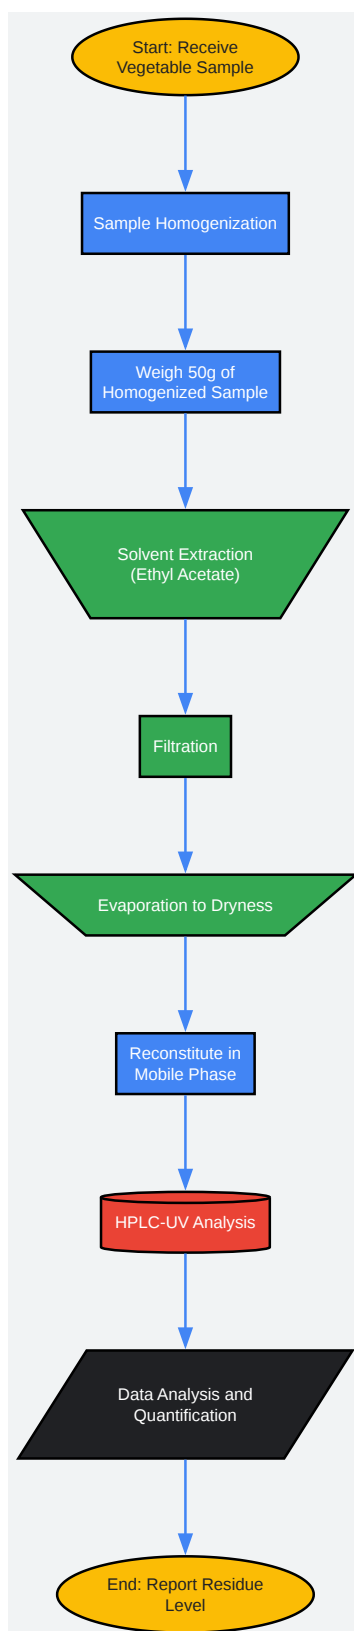 Start: Receive
Vegetable Sample
Sample Homogenization
Weigh 50g of
Homogenized Sample
Solvent Extraction
(Ethyl Acetate)
Filtration
Evaporation to Dryness
Reconstitute in
Mobile Phase
HPLC-UV Analysis
Data Analysis and
Quantification
End: Report Residue
Level